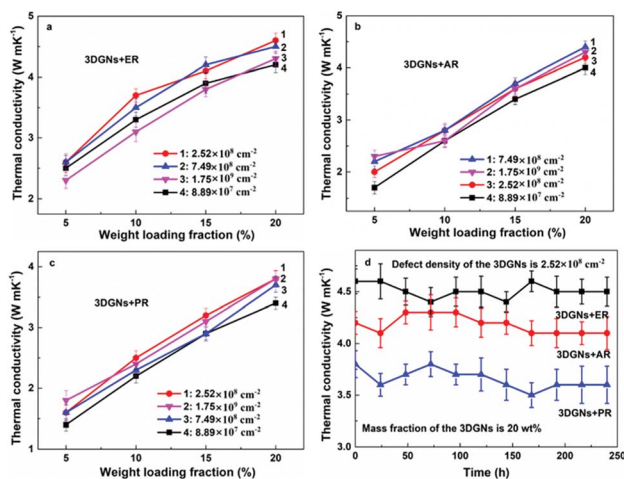 a
3DGNs+ER
1
2
3
4
1: 2.52×10⁸ cm⁻²
2: 7.49×10⁸ cm⁻²
3: 1.75×10⁹ cm⁻²
4: 8.89×10⁷ cm⁻²
Thermal conductivity (W mK⁻¹)
5
4
3
2
5 10 15 20
Weight loading fraction (%)
b
3DGNs+AR
1
2
3
4
1: 7.49×10⁸ cm⁻²
2: 1.75×10⁹ cm⁻²
3: 2.52×10⁸ cm⁻²
4: 8.89×10⁷ cm⁻²
Thermal conductivity (W mK⁻¹)
5
4
3
2
5 10 15 20
Weight loading fraction (%)
c
3DGNs+PR
1
2
3
4
1: 2.52×10⁸ cm⁻²
2: 1.75×10⁹ cm⁻²
3: 7.49×10⁸ cm⁻²
4: 8.89×10⁷ cm⁻²
Thermal conductivity (W mK⁻¹)
5
4
3
2
1
5 10 15 20
Weight loading fraction (%)
d
Defect density of the 3DGNs is 2.52×10⁸ cm⁻²
3DGNs+ER
3DGNs+AR
3DGNs+PR
Mass fraction of the 3DGNs is 20 wt%
Thermal conductivity (W mK⁻¹)
5.0
4.5
4.0
3.5
3.0
0 50 100 150 200 250
Time (h)